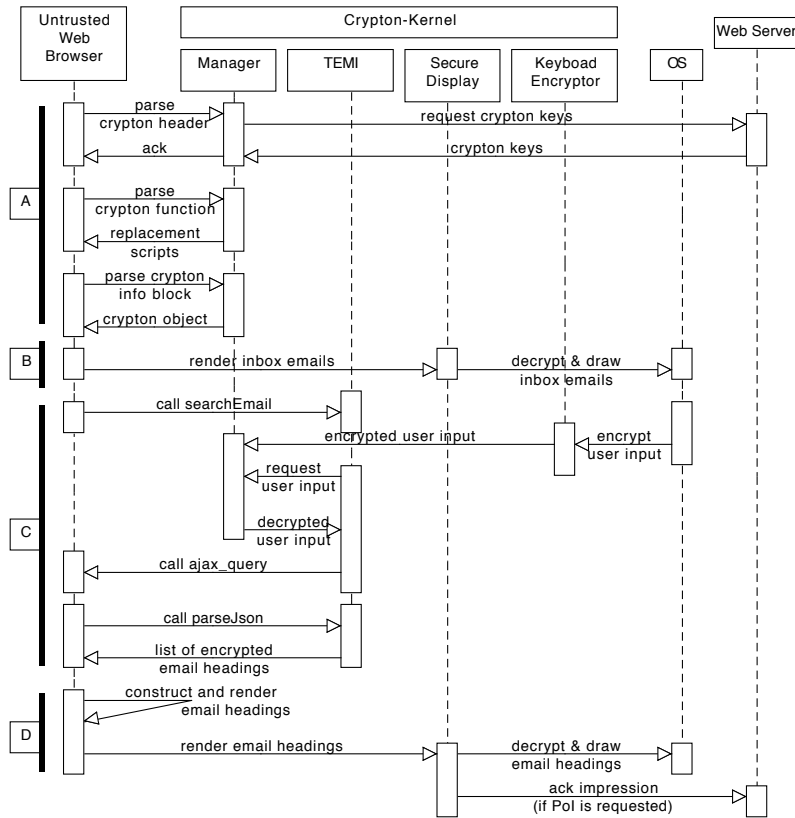 Untrusted
Web
Browser
Crypton-Kernel
Web Server
Manager
TEMI
Secure
Display
Keyboad
Encryptor
OS
parse
crypton header
request crypton keys
ack
crypton keys
A
parse
crypton function
replacement
scripts
parse crypton
info block
crypton object
B
render inbox emails
decrypt & draw
inbox emails
C
call searchEmail
encrypted user input
encrypt
user input
request
user input
decrypted
user input
call ajax_query
call parseJson
list of encrypted
email headings
D
construct and render
email headings
render email headings
decrypt & draw
email headings
ack impression
(if PoI is requested)